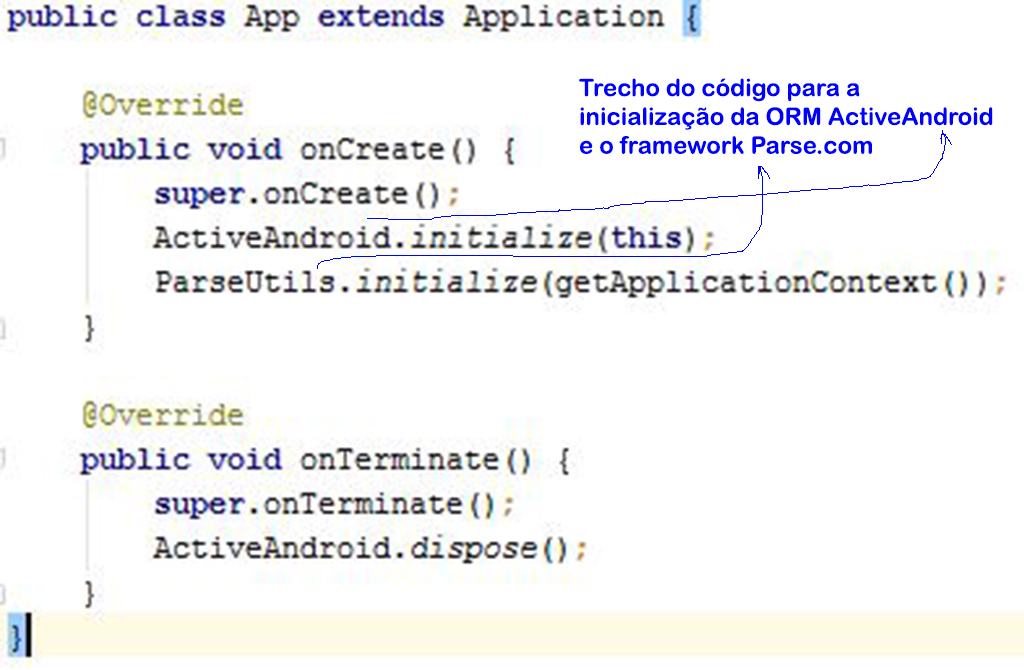 public class App extends Application {
Trecho do código para a
inicialização da ORM ActiveAndroid
e o framework Parse.com
@Override
public void onCreate() {
super.onCreate();
ActiveAndroid.initialize(this);
ParseUtils.initialize(getApplicationContext());
}
@Override
public void onTerminate() {
super.onTerminate();
ActiveAndroid.dispose();
}
}